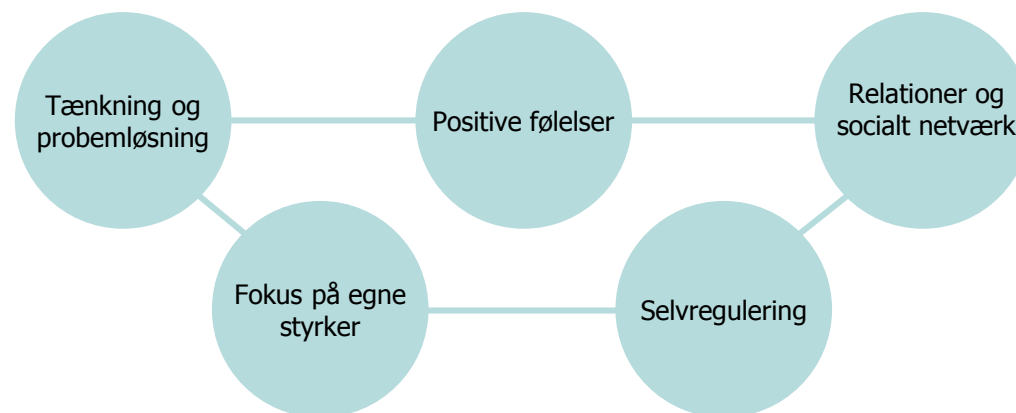 Tænkning og
probemløsning
Positive følelser
Relationer og
socialt netværk
Fokus på egne
styrker
Selvregulering